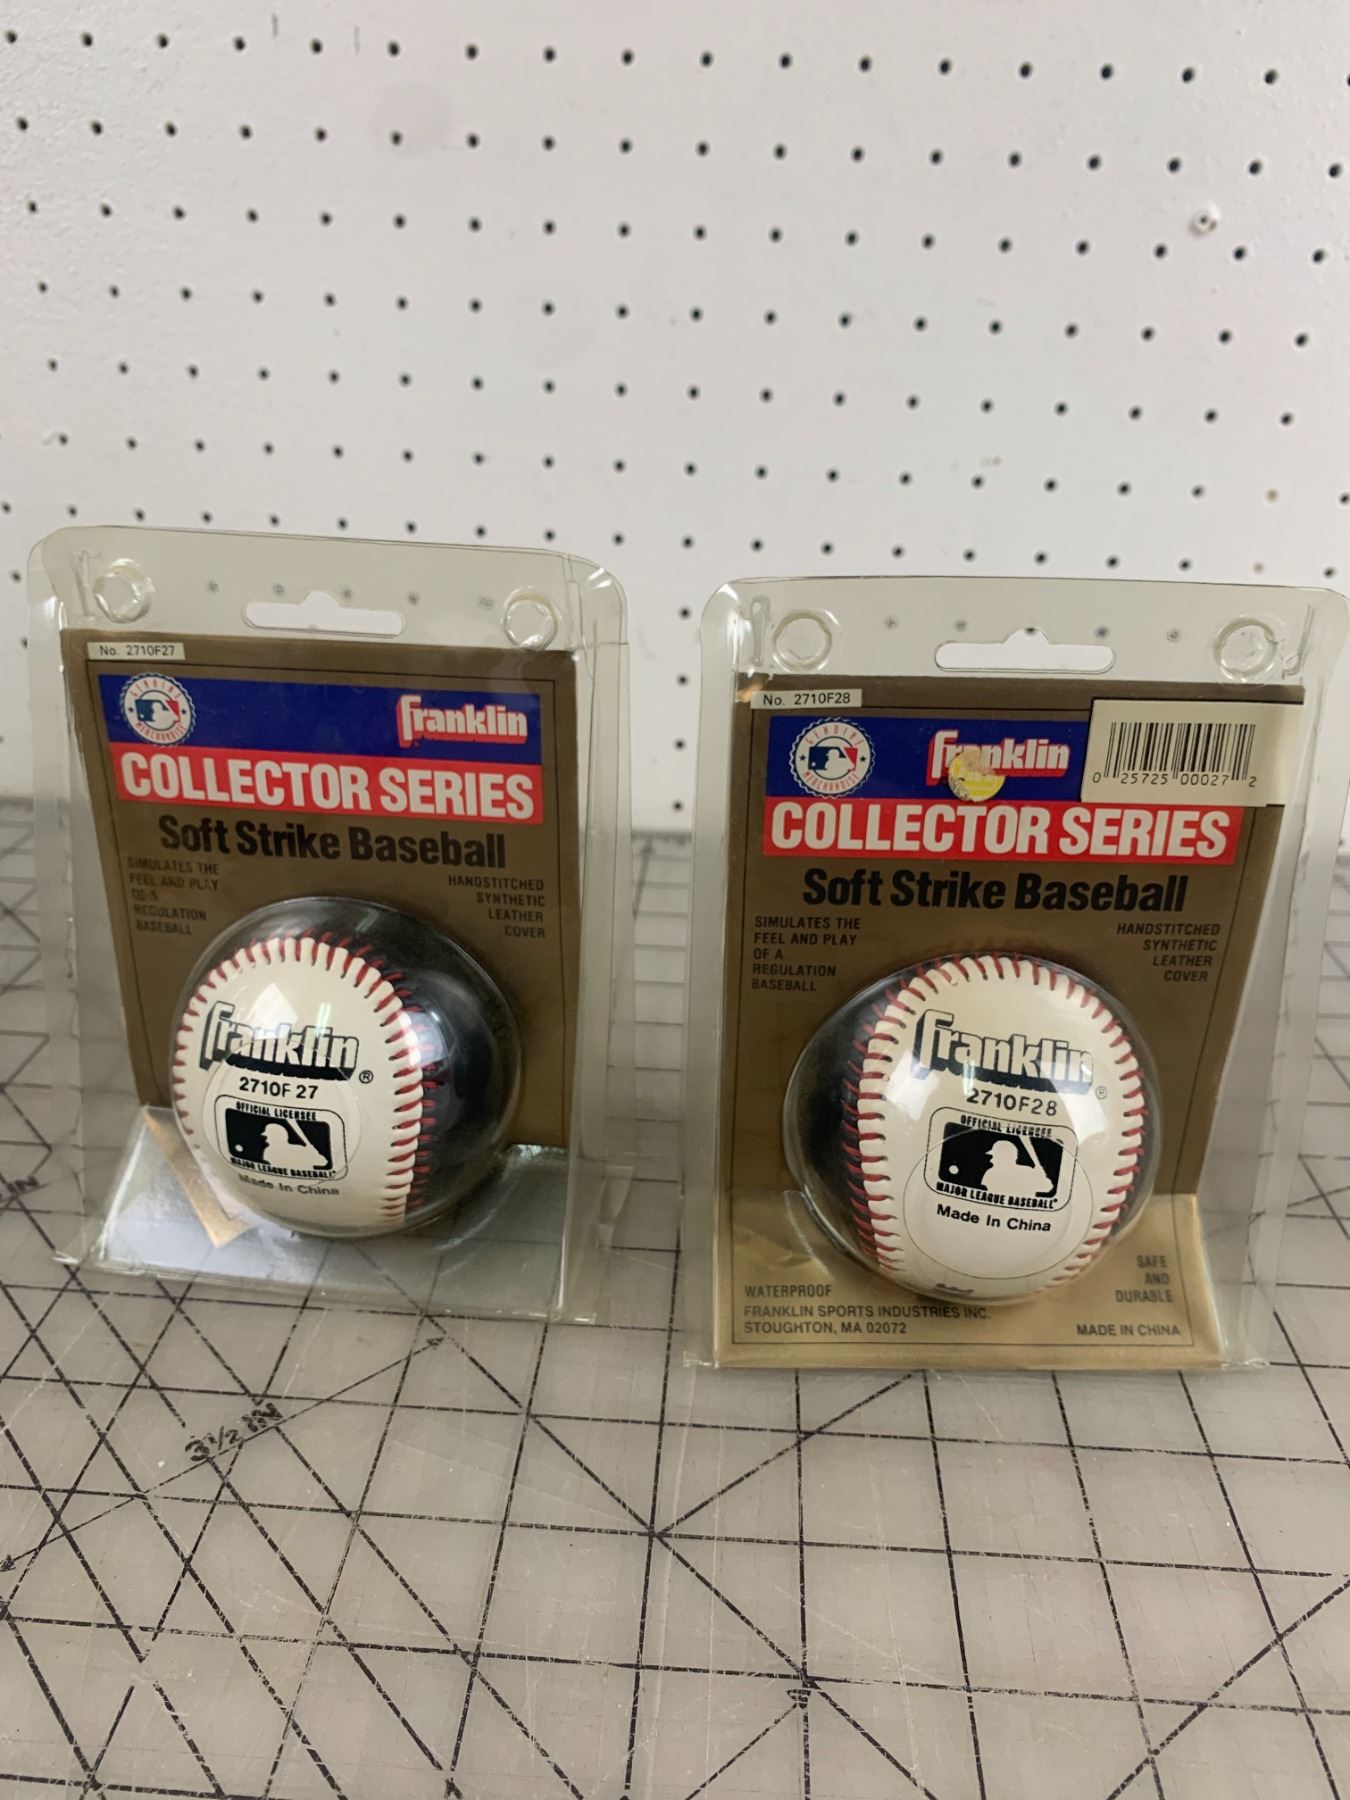 No. 2710F27
GENUINE
MERCHANDISE
Franklin
COLLECTOR SERIES
Soft Strike Baseball
SIMULATES THE
FEEL AND PLAY
OF A
REGULATION
BASEBALL
HANDSTITCHED
SYNTHETIC
LEATHER
COVER
Franklin®
2710F 27
OFFICIAL LICENSEE
MAJOR LEAGUE BASEBALL
Made In China
No. 2710F28
GENUINE
MERCHANDISE
Franklin
0 25725 00027 2
COLLECTOR SERIES
Soft Strike Baseball
SIMULATES THE
FEEL AND PLAY
OF A
REGULATION
BASEBALL
HANDSTITCHED
SYNTHETIC
LEATHER
COVER
Franklin®
2710F28
OFFICIAL LICENSEE
MAJOR LEAGUE BASEBALL
Made In China
WATERPROOF
FRANKLIN SPORTS INDUSTRIES INC.
STOUGHTON, MA 02072
SAFE
AND
DURABLE
MADE IN CHINA
3 1/2 IN